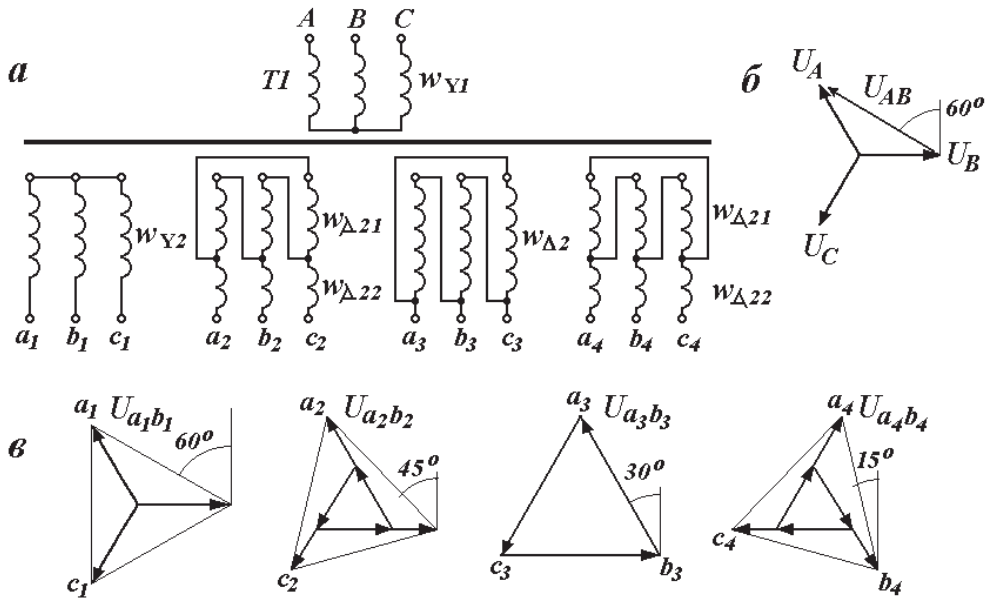 A B C
а T1 wY1
б UA UAB 60° UB
UC
wY2 wΔ21 wΔ2 wΔ21
wΔ22 wΔ22
a1 b1 c1 a2 b2 c2 a3 b3 c3 a4 b4 c4
в a1 Ua1b1 60° c1
a2 Ua2b2 45° c2
a3 Ua3b3 30° c3 b3
a4 Ua4b4 15° c4 b4